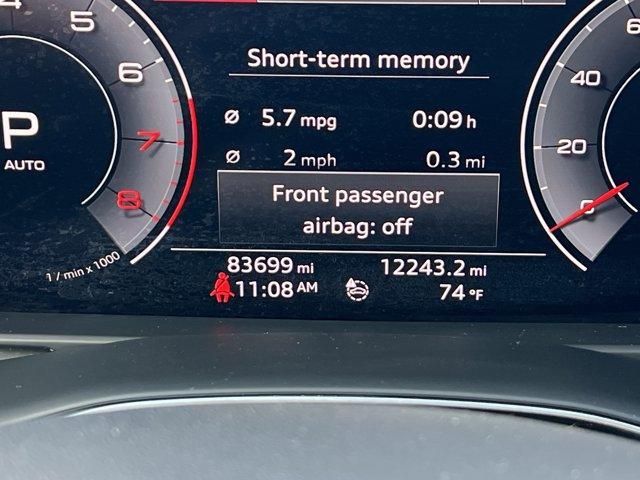 4
5
6
7
8
1 / min x 1000
P
AUTO
Short-term memory
Ø 5.7 mpg 0:09 h
Ø 2 mph 0.3 mi
Front passenger
airbag: off
83699 mi 12243.2 mi
11:08 AM 74 °F
40
20
0